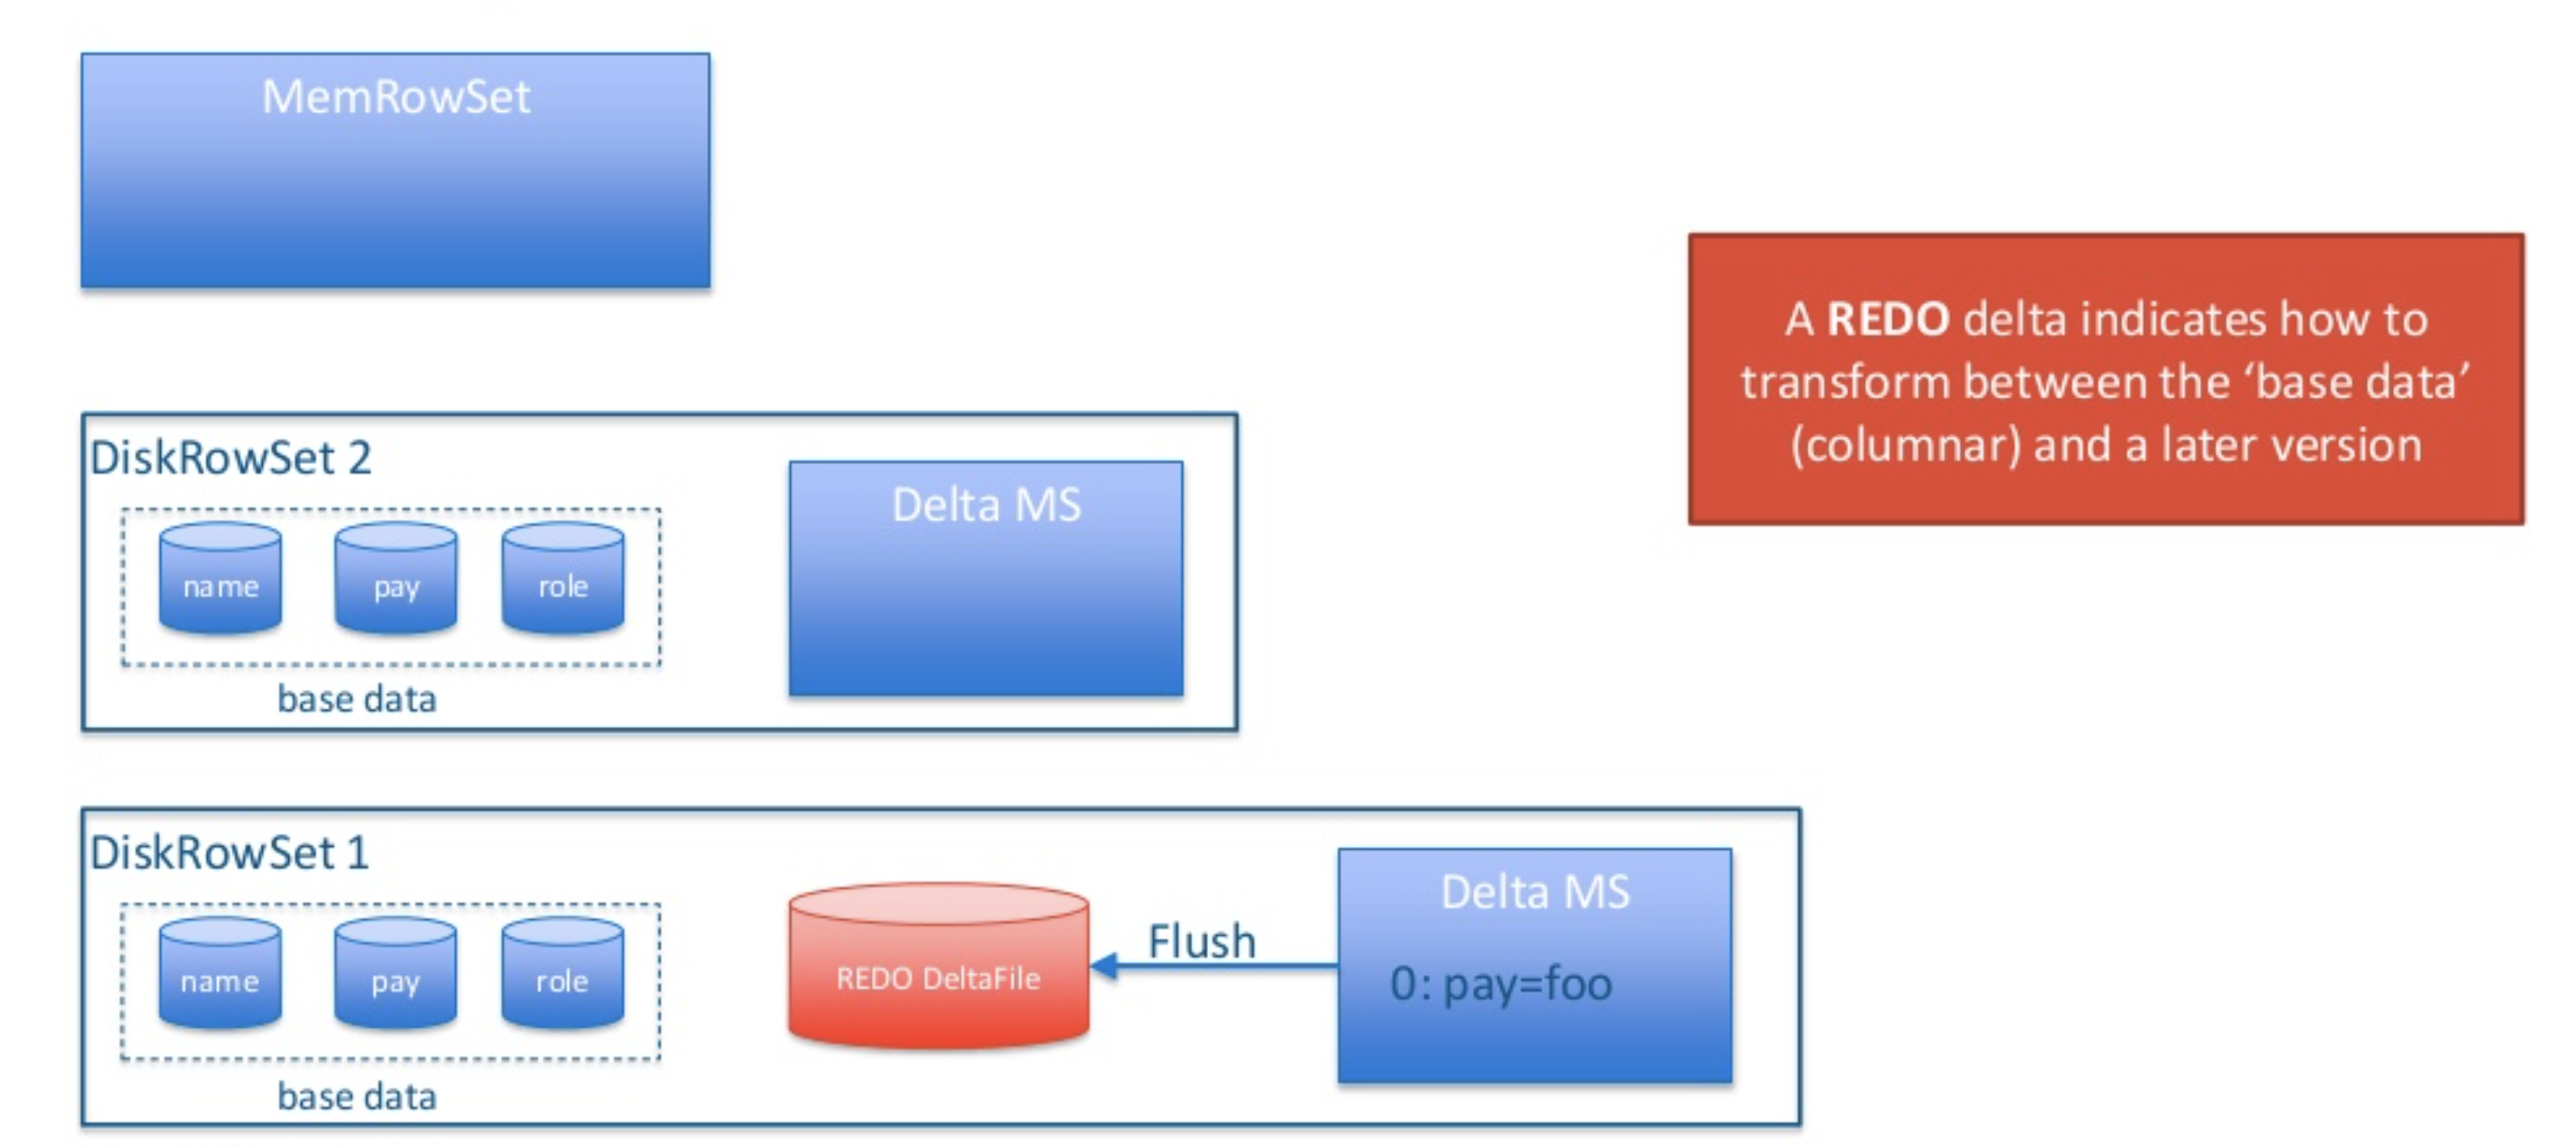 MemRowSet
A REDO delta indicates how to
transform between the ‘base data’
(columnar) and a later version
DiskRowSet 2
name
pay
role
base data
Delta MS
DiskRowSet 1
name
pay
role
base data
REDO DeltaFile
Flush
Delta MS
0: pay=foo